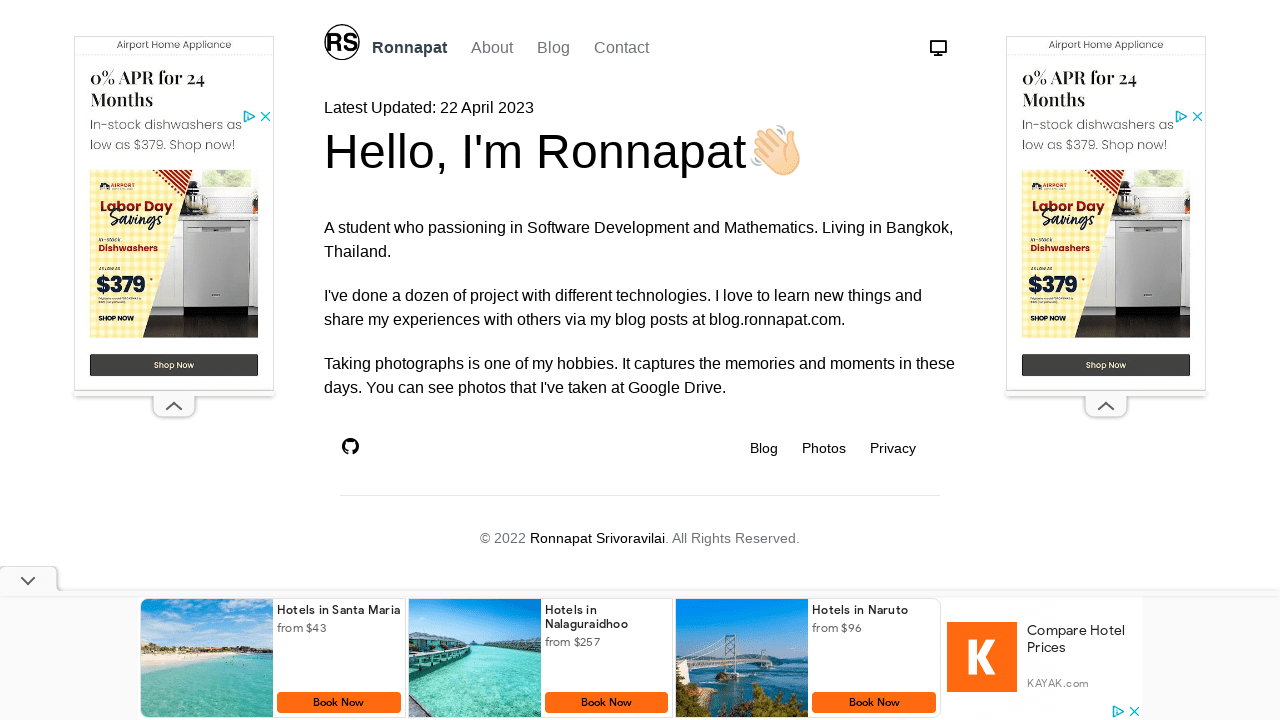 RS Ronnapat About Blog Contact
Latest Updated: 22 April 2023
Hello, I'm Ronnapat
A student who passioning in Software Development and Mathematics. Living in Bangkok,
Thailand.
I've done a dozen of project with different technologies. I love to learn new things and
share my experiences with others via my blog posts at blog.ronnapat.com.
Taking photographs is one of my hobbies. It captures the memories and moments in these
days. You can see photos that I've taken at Google Drive.
Blog Photos Privacy
© 2022 Ronnapat Srivoravilai. All Rights Reserved.
Airport Home Appliance
0% APR for 24
Months
In-stock dishwashers as
low as $379. Shop now!
AIRPORT
Labor Day
Savings
in-stock
Dishwashers
AS LOW AS
$379
SHOP NOW
Shop Now
Airport Home Appliance
0% APR for 24
Months
In-stock dishwashers as
low as $379. Shop now!
AIRPORT
Labor Day
Savings
in-stock
Dishwashers
AS LOW AS
$379
SHOP NOW
Shop Now
Hotels in Santa Maria
from $43
Book Now
Hotels in
Nalaguraidhoo
from $257
Book Now
Hotels in Naruto
from $96
Book Now
K
Compare Hotel
Prices
KAYAK.com